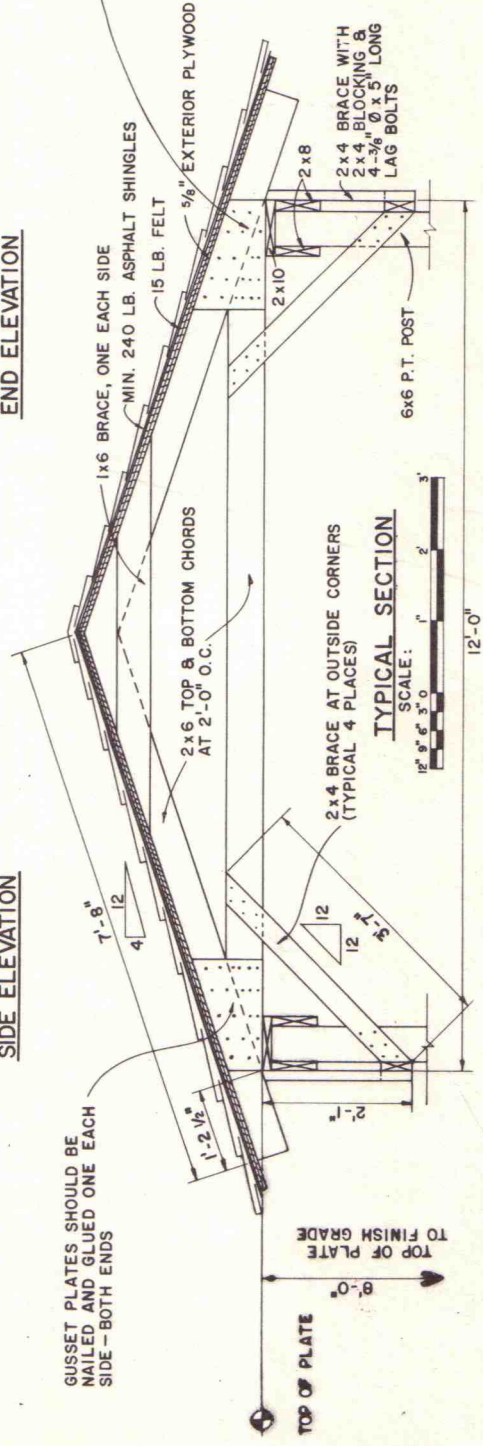 SIDE ELEVATION
END ELEVATION
GUSSET PLATES SHOULD BE
NAILED AND GLUED ONE EACH
SIDE - BOTH ENDS
7'-8"
12
4
1x6 BRACE, ONE EACH SIDE
MIN. 240 LB. ASPHALT SHINGLES
15 LB. FELT
5/8" EXTERIOR PLYWOOD
1'-2 1/2"
2x6 TOP & BOTTOM CHORDS
AT 2'-0" O.C.
2x10
2x8
2x4 BRACE WITH
2x4 BLOCKING &
4-3/8" Ø x 5" LONG
LAG BOLTS
TOP OF PLATE
8'-0"
TOP OF PLATE
TO FINISH GRADE
2'-1"
12
12
3'-7"
2x4 BRACE AT OUTSIDE CORNERS
(TYPICAL 4 PLACES)
6x6 P.T. POST
TYPICAL SECTION
SCALE:
12" 9" 6" 3" 0 1' 2' 3'
12'-0"